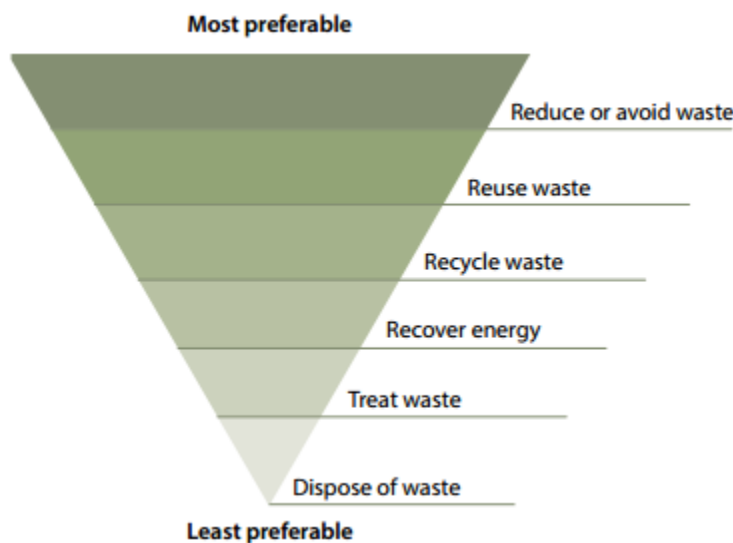 Most preferable
Reduce or avoid waste
Reuse waste
Recycle waste
Recover energy
Treat waste
Dispose of waste
Least preferable